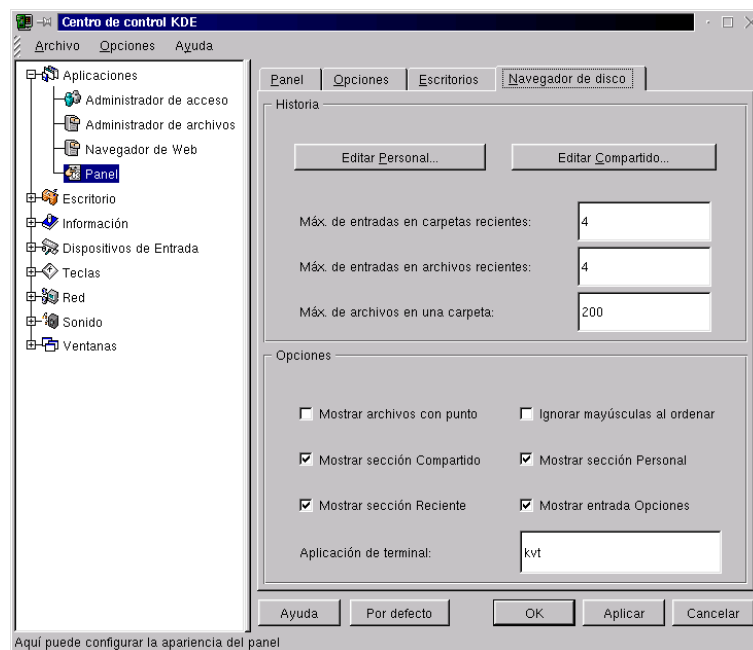 Centro de control KDE
Archivo Opciones Ayuda
Aplicaciones
Administrador de acceso
Administrador de archivos
Navegador de Web
Panel
Escritorio
Información
Dispositivos de Entrada
Teclas
Red
Sonido
Ventanas
Panel Opciones Escritorios Navegador de disco
Historia
Editar Personal... Editar Compartido...
Máx. de entradas en carpetas recientes: 4
Máx. de entradas en archivos recientes: 4
Máx. de archivos en una carpeta: 200
Opciones
Mostrar archivos con punto Ignorar mayúsculas al ordenar
Mostrar sección Compartido Mostrar sección Personal
Mostrar sección Reciente Mostrar entrada Opciones
Aplicación de terminal: kvt
Ayuda Por defecto OK Aplicar Cancelar
Aquí puede configurar la apariencia del panel